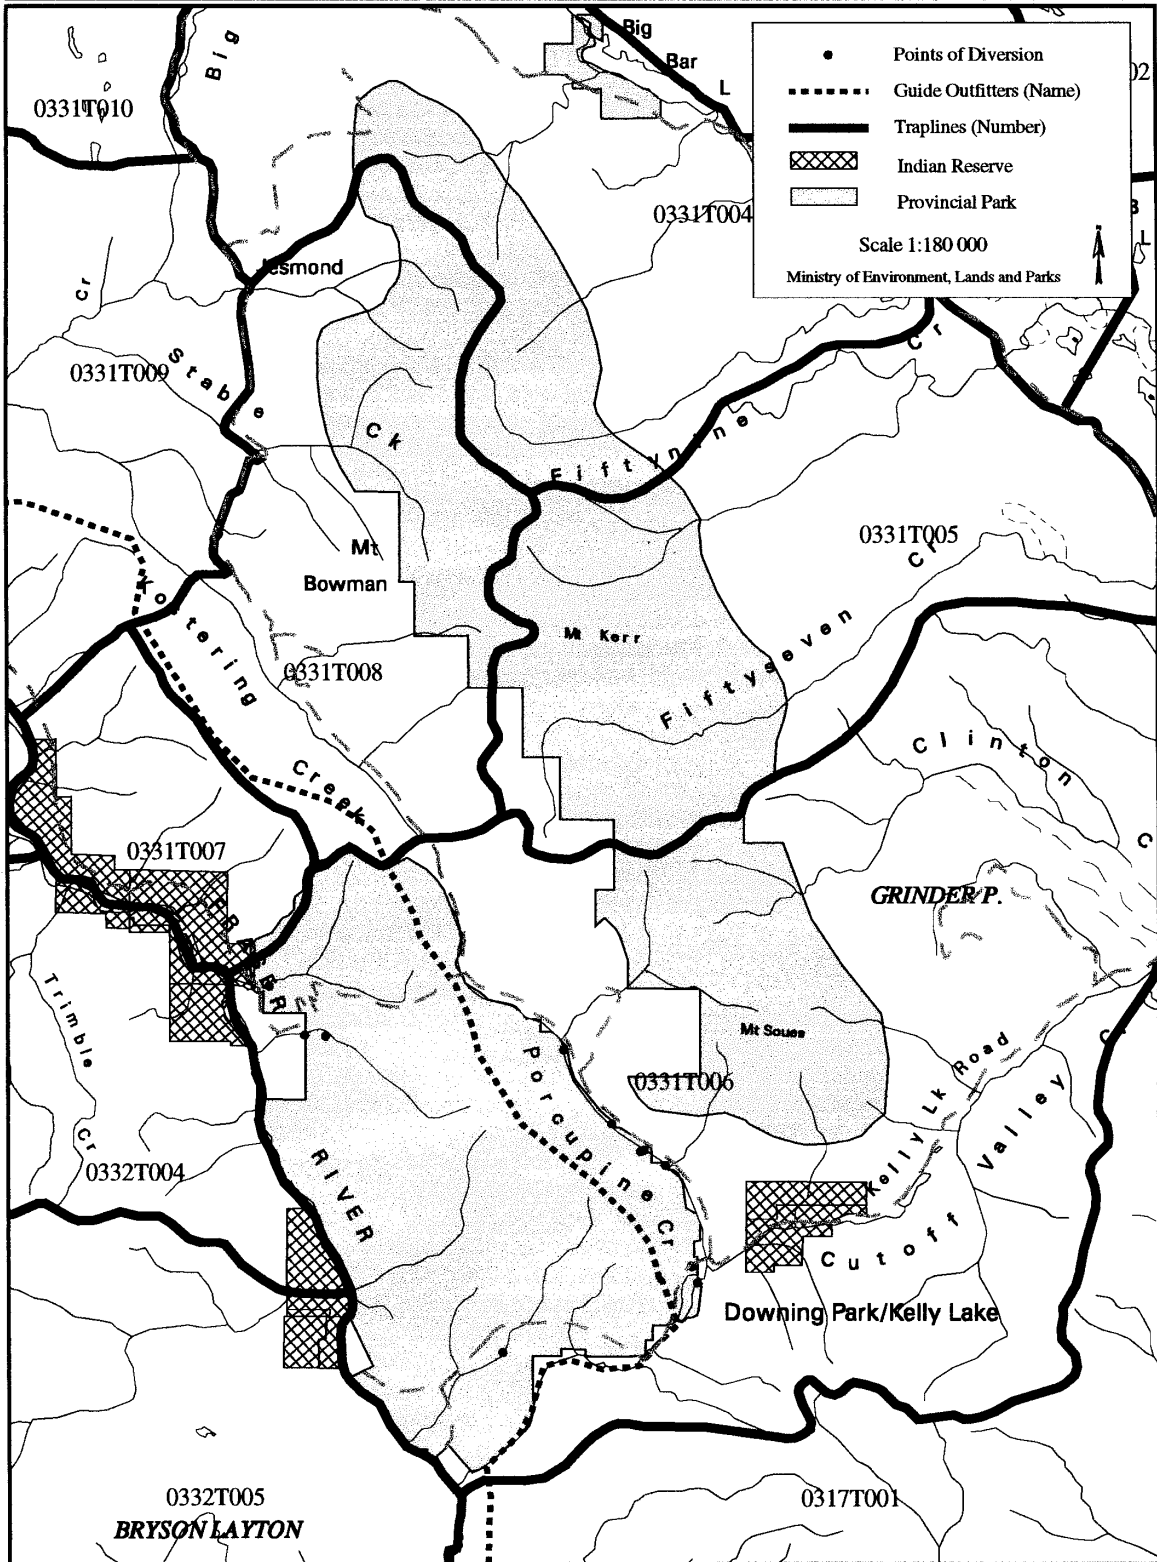 Big
Bar
L
Points of Diversion
Guide Outfitters (Name)
Traplines (Number)
Indian Reserve
Provincial Park
Scale 1:180 000
Ministry of Environment, Lands and Parks
N
02
B
L
Big
0331T010
0331T004
Jesmond
Cr
0331T009
Stable
Ck
Fiftynine Cr
0331T005
Mt
Bowman
Mt Kerr
Kostering
Creek
0331T008
Fiftyseven Cr
Clinton
C
0331T007
GRINDER P.
FRASER
RIVER
Trimble
Cr
Mt Soues
0331T006
Porcupine Cr
Kelly Lk Road
Cutoff Valley Cr
0332T004
Downing Park/Kelly Lake
0332T005
BRYSON LAYTON
0317T001